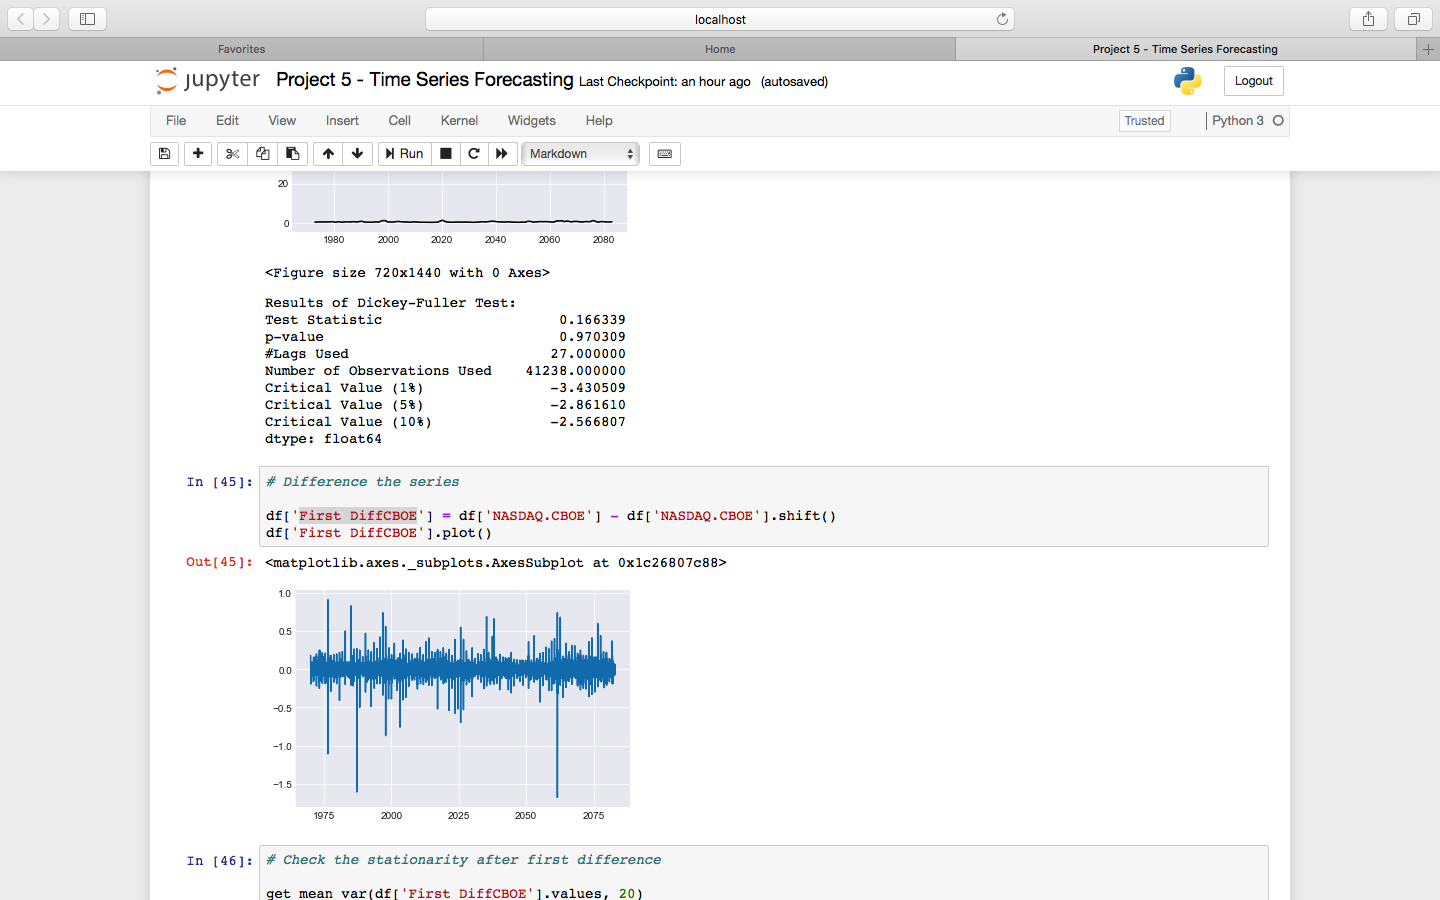 localhost
Favorites
Home
Project 5 - Time Series Forecasting
jupyter
Project 5 - Time Series Forecasting Last Checkpoint: an hour ago (autosaved)
Logout
File Edit View Insert Cell Kernel Widgets Help
Trusted
Python 3
Run
Markdown
20
0
1980 2000 2020 2040 2060 2080
<Figure size 720x1440 with 0 Axes>
Results of Dickey-Fuller Test:
Test Statistic 0.166339
p-value 0.970309
#Lags Used 27.000000
Number of Observations Used 41238.000000
Critical Value (1%) -3.430509
Critical Value (5%) -2.861610
Critical Value (10%) -2.566807
dtype: float64
In [45]:
# Difference the series
df['First DiffCBOE'] = df['NASDAQ.CBOE'] - df['NASDAQ.CBOE'].shift()
df['First DiffCBOE'].plot()
Out[45]: <matplotlib.axes._subplots.AxesSubplot at 0x1c26807c88>
1.0
0.5
0.0
-0.5
-1.0
-1.5
1975 2000 2025 2050 2075
In [46]:
# Check the stationarity after first difference
get_mean_var(df['First DiffCBOE'].values, 20)